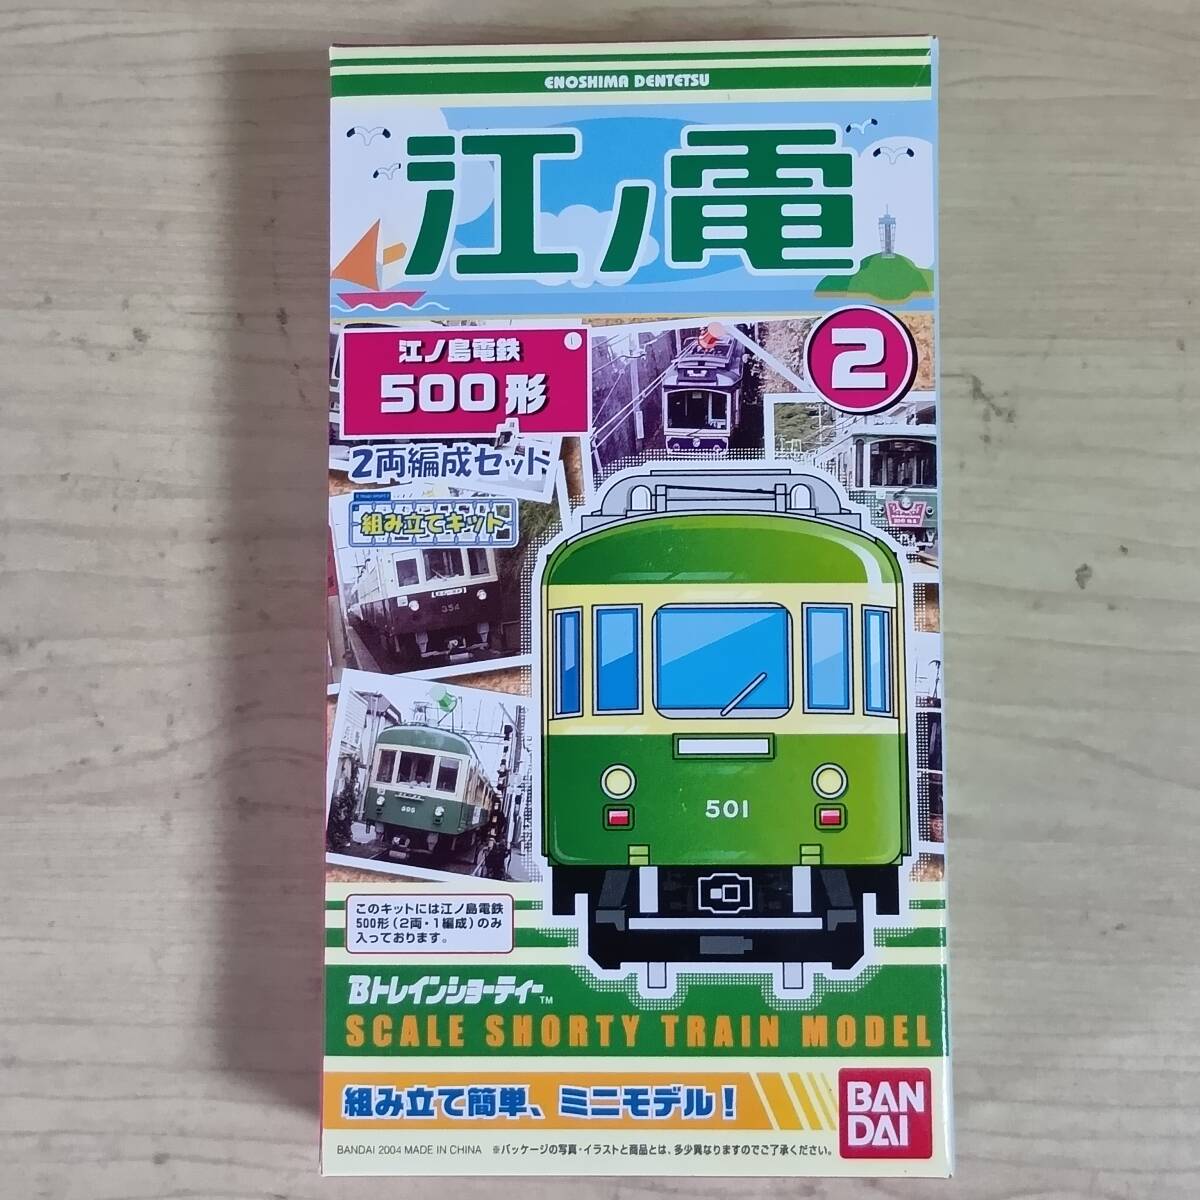 ENOSHIMA DENTETSU
江ノ電
2
江ノ島電鉄
500形
2両編成セット
組み立てキット
354
505
501
このキットには江ノ島電鉄
500形（2両・1編成）のみ
入っております。
Bトレインショーティー™
SCALE SHORTY TRAIN MODEL
組み立て簡単、ミニモデル！
BAN
DAI
BANDAI 2004 MADE IN CHINA ※パッケージの写真・イラストと商品とは、多少異なりますのでご了承ください。